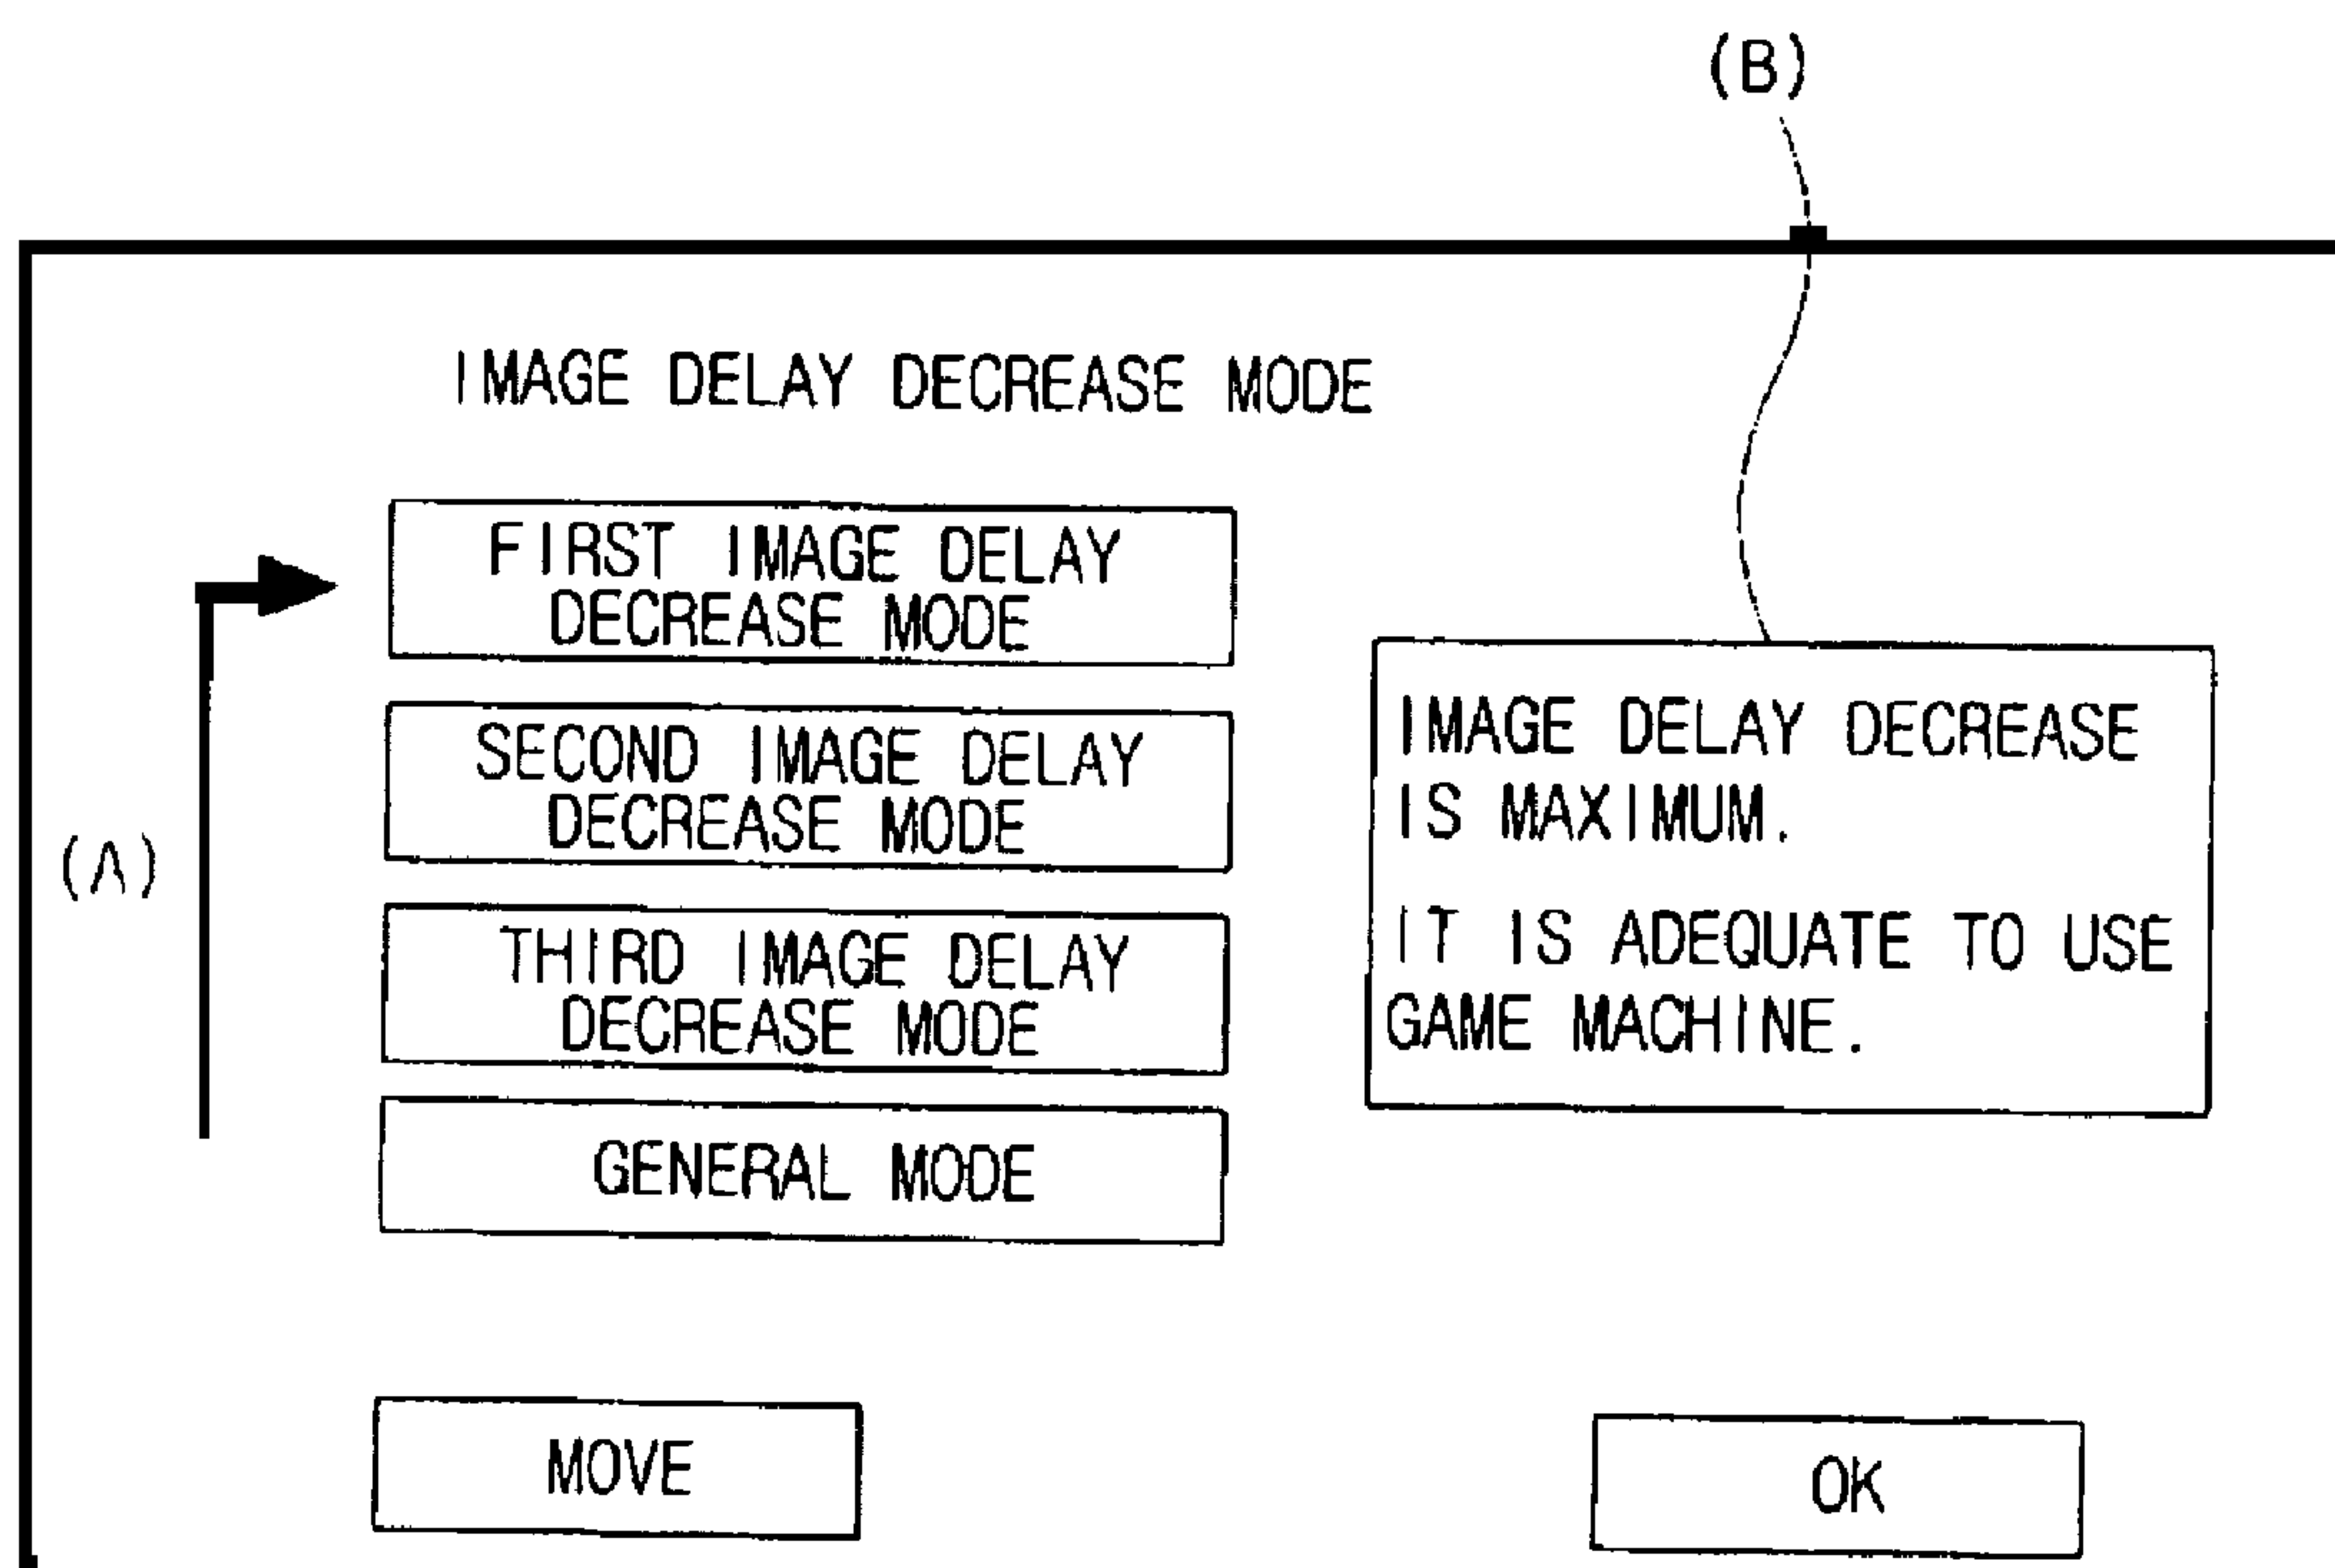 (B)
IMAGE DELAY DECREASE MODE
FIRST IMAGE DELAY
DECREASE MODE
SECOND IMAGE DELAY
DECREASE MODE
THIRD IMAGE DELAY
DECREASE MODE
GENERAL MODE
(A)
IMAGE DELAY DECREASE
IS MAXIMUM.
IT IS ADEQUATE TO USE
GAME MACHINE.
MOVE
OK